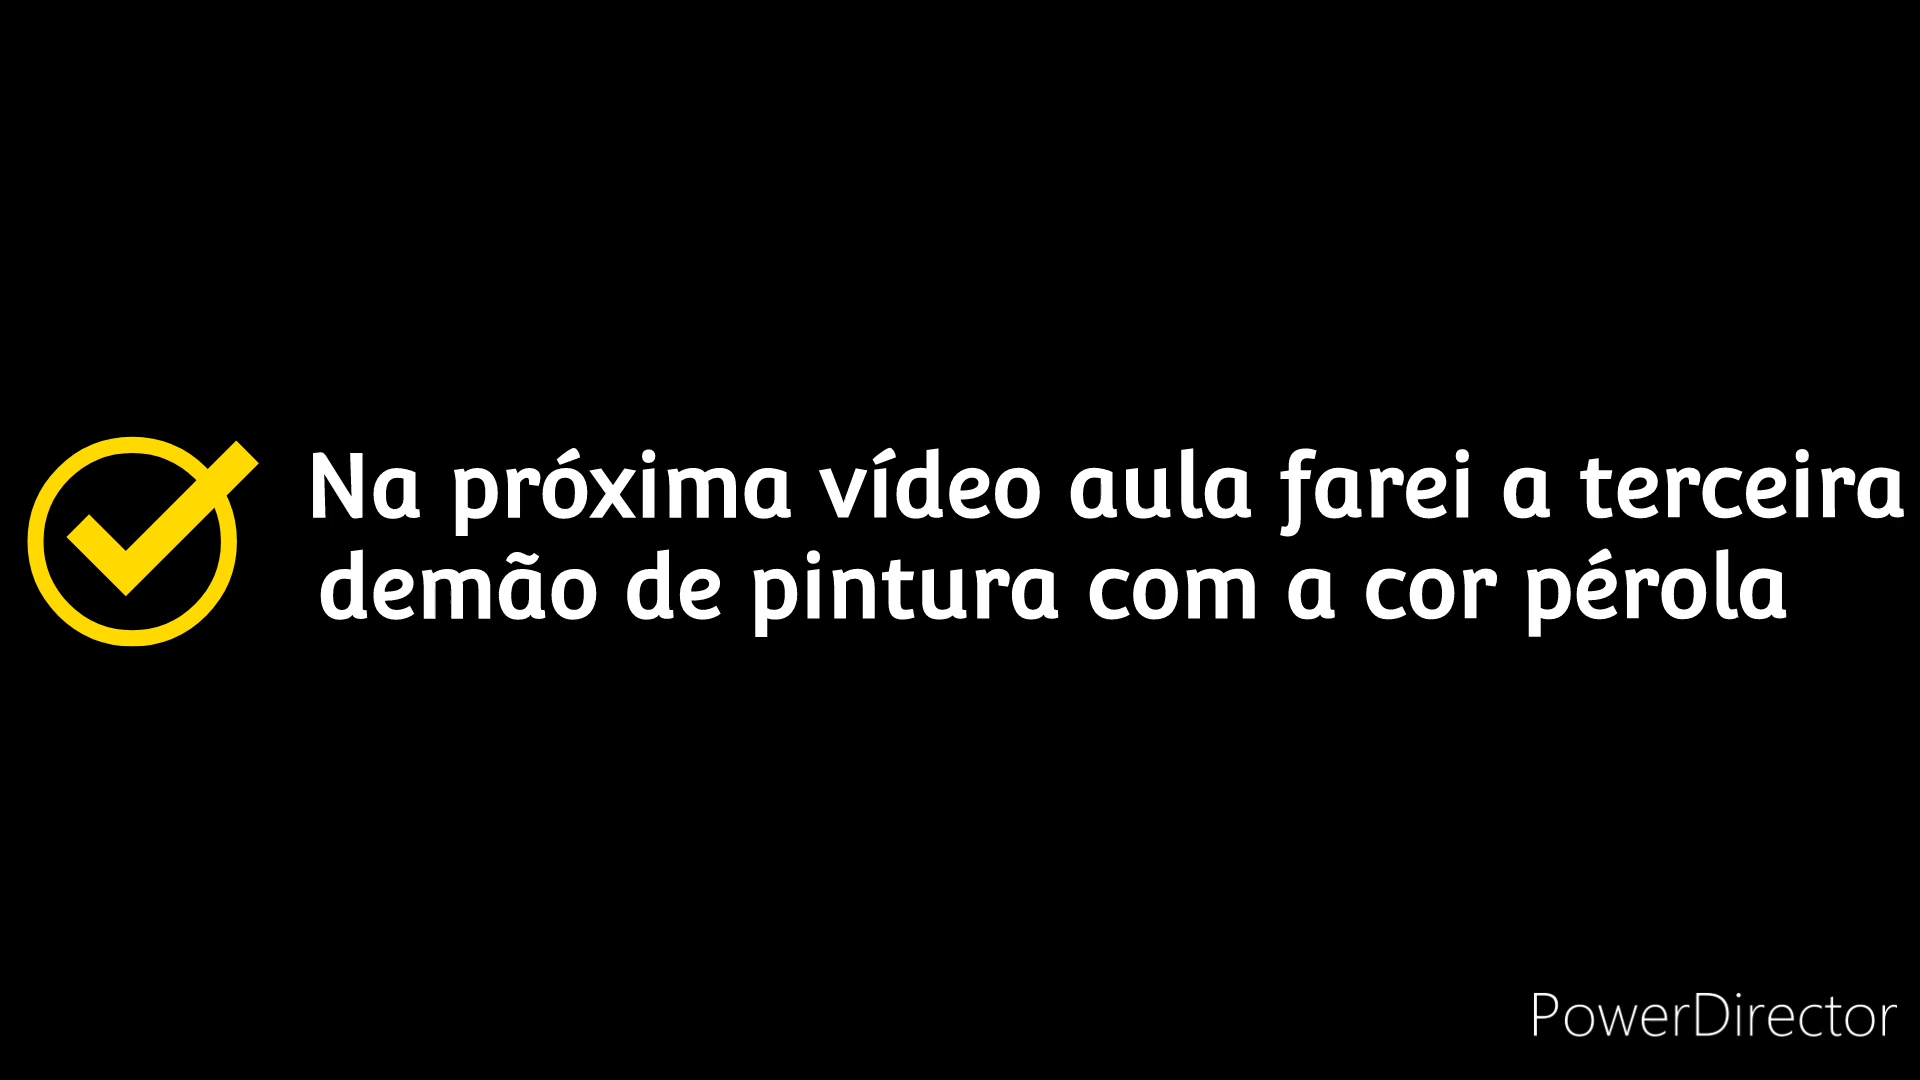 Na próxima vídeo aula farei a terceira
demão de pintura com a cor pérola
PowerDirector